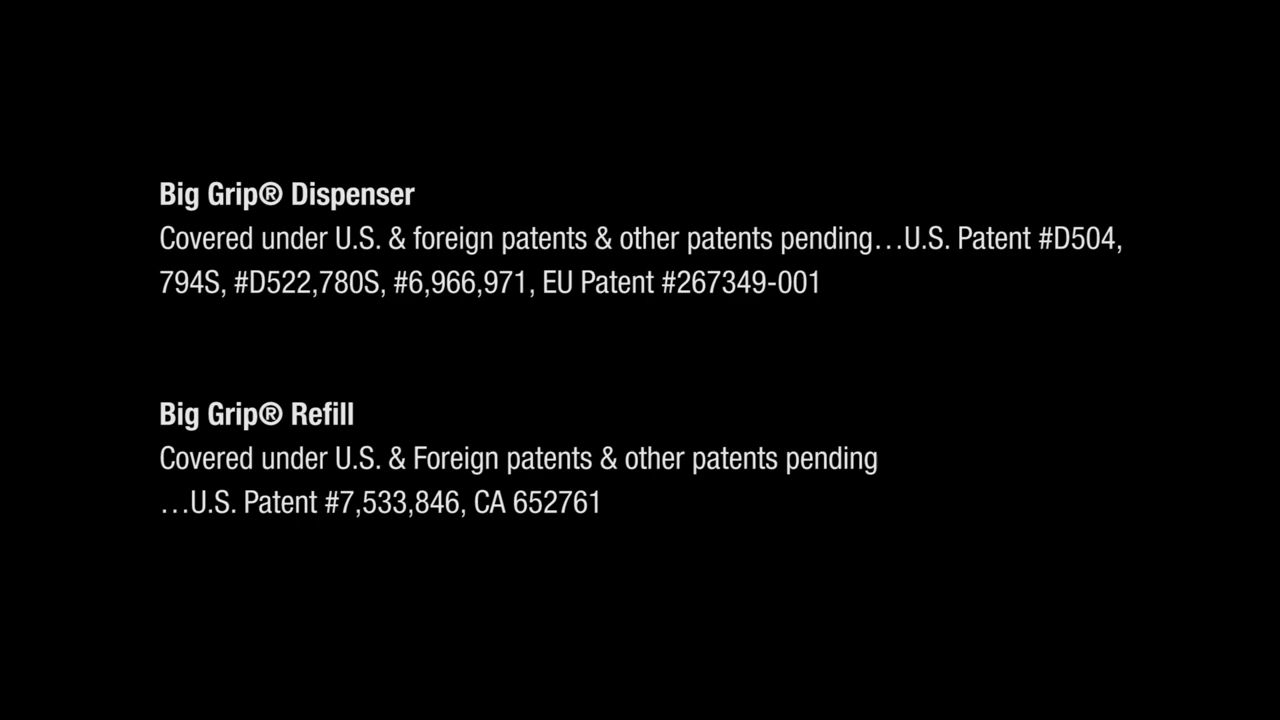 Big Grip® Dispenser
Covered under U.S. & foreign patents & other patents pending…U.S. Patent #D504,
794S, #D522,780S, #6,966,971, EU Patent #267349-001
Big Grip® Refill
Covered under U.S. & Foreign patents & other patents pending
…U.S. Patent #7,533,846, CA 652761